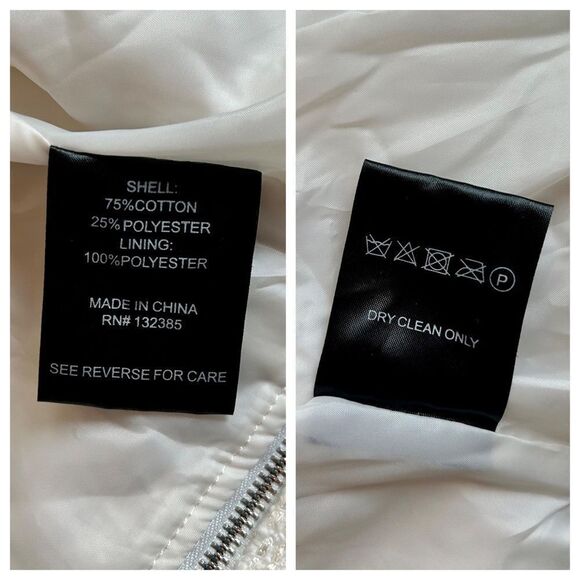 SHELL:
75%COTTON
25%POLYESTER
LINING:
100%POLYESTER
MADE IN CHINA
RN# 132385
SEE REVERSE FOR CARE
P
DRY CLEAN ONLY